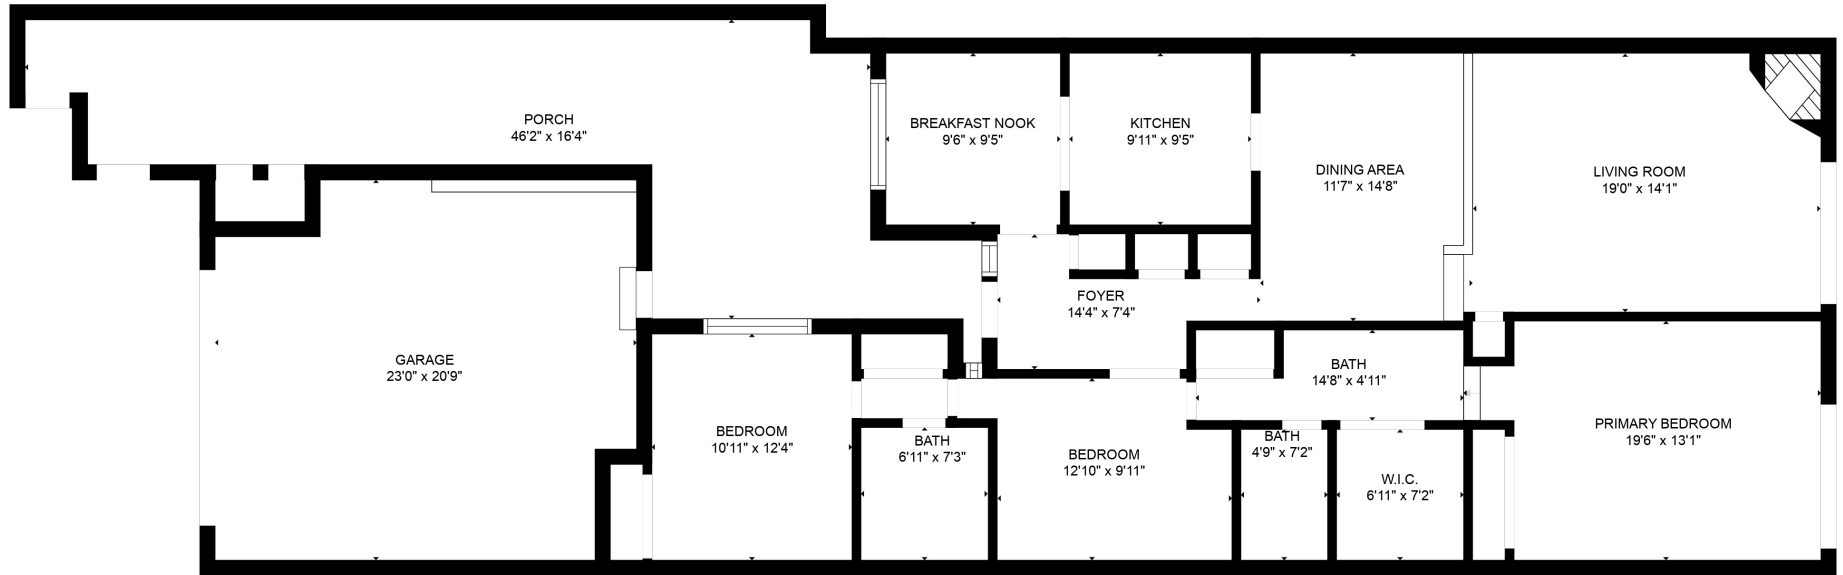 PORCH
46'2" x 16'4"
BREAKFAST NOOK
9'6" x 9'5"
KITCHEN
9'11" x 9'5"
DINING AREA
11'7" x 14'8"
LIVING ROOM
19'0" x 14'1"
FOYER
14'4" x 7'4"
GARAGE
23'0" x 20'9"
BEDROOM
10'11" x 12'4"
BATH
6'11" x 7'3"
BEDROOM
12'10" x 9'11"
BATH
14'8" x 4'11"
BATH
4'9" x 7'2"
W.I.C.
6'11" x 7'2"
PRIMARY BEDROOM
19'6" x 13'1"